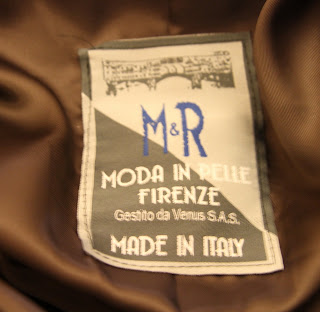 M&R
MODA IN PELLE
FIRENZE
Gestito da Venus S.A.S.
MADE IN ITALY